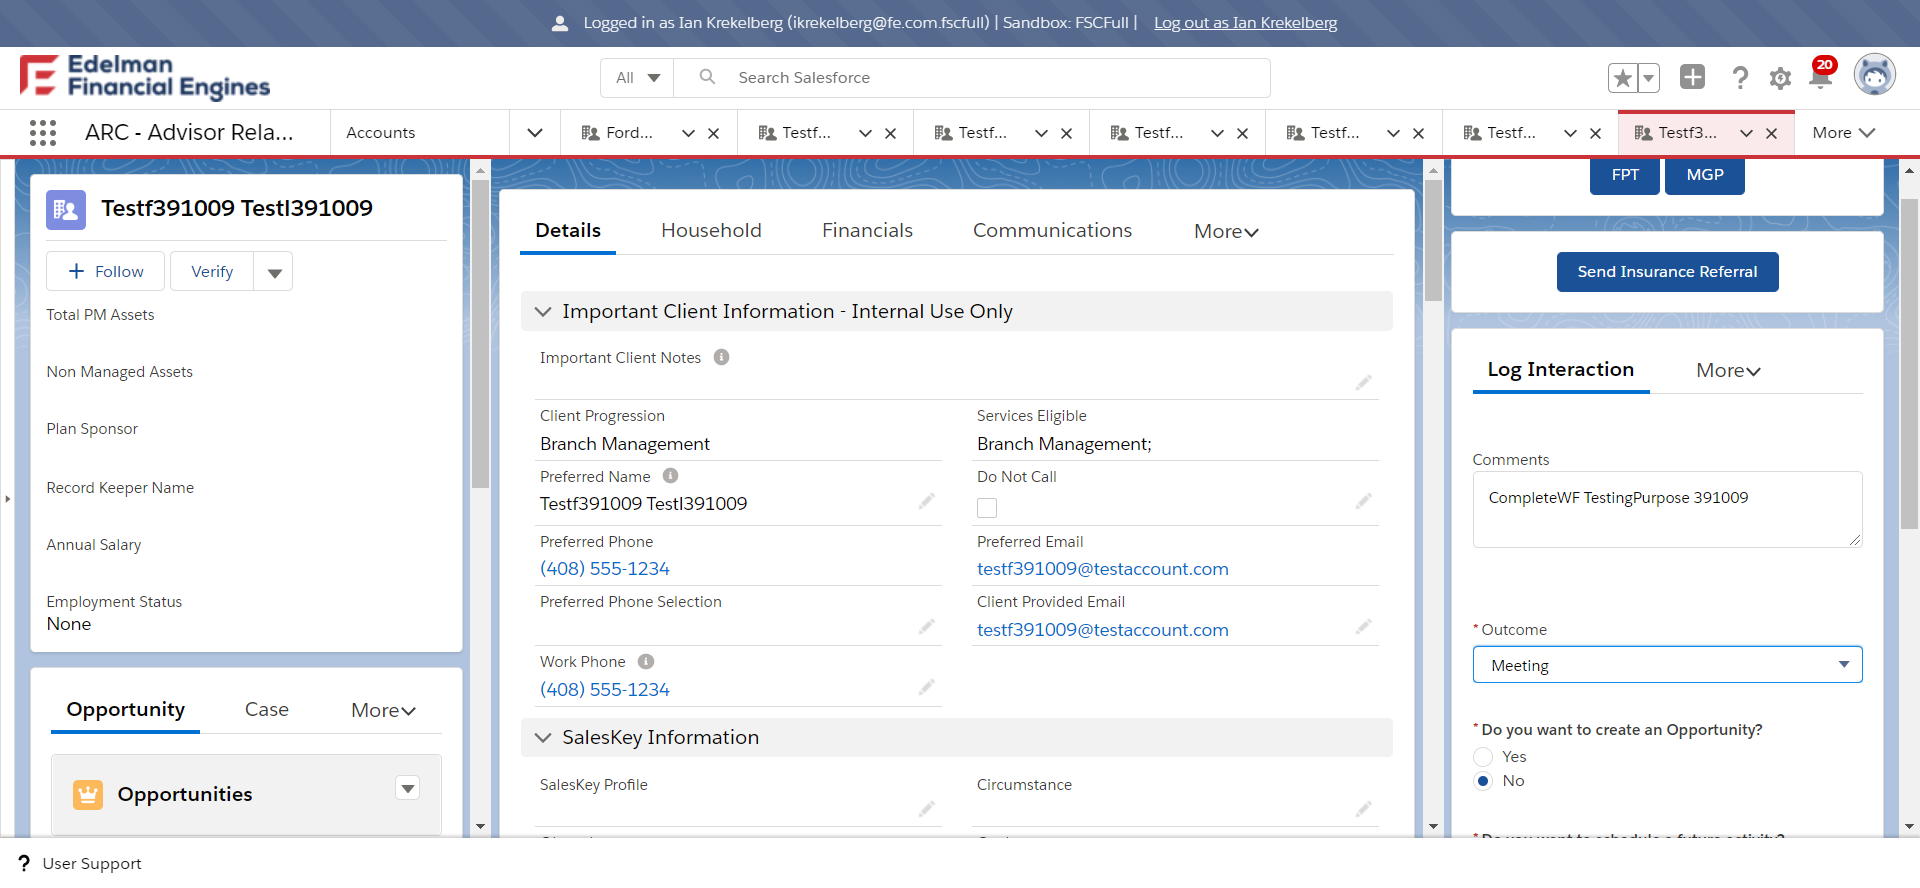 Logged in as Ian Krekelberg (ikrekelberg@fe.com.fscfull) | Sandbox: FSCFull | Log out as Ian Krekelberg
Edelman
Financial Engines
All
Search Salesforce
20
ARC - Advisor Rela...
Accounts
Ford...
Testf...
Testf...
Testf...
Testf...
Testf...
Testf3...
More
Testf391009 Testl391009
Follow
Verify
Total PM Assets
Non Managed Assets
Plan Sponsor
Record Keeper Name
Annual Salary
Employment Status
None
Opportunity
Case
More
Opportunities
Details
Household
Financials
Communications
More
Important Client Information - Internal Use Only
Important Client Notes
Client Progression
Branch Management
Services Eligible
Branch Management;
Preferred Name
Testf391009 Testl391009
Do Not Call
Preferred Phone
(408) 555-1234
Preferred Email
testf391009@testaccount.com
Preferred Phone Selection
Client Provided Email
testf391009@testaccount.com
Work Phone
(408) 555-1234
SalesKey Information
SalesKey Profile
Circumstance
FPT
MGP
Send Insurance Referral
Log Interaction
More
Comments
CompleteWF TestingPurpose 391009
*Outcome
Meeting
*Do you want to create an Opportunity?
Yes
No
*Do you want to schedule a future activity?
? User Support